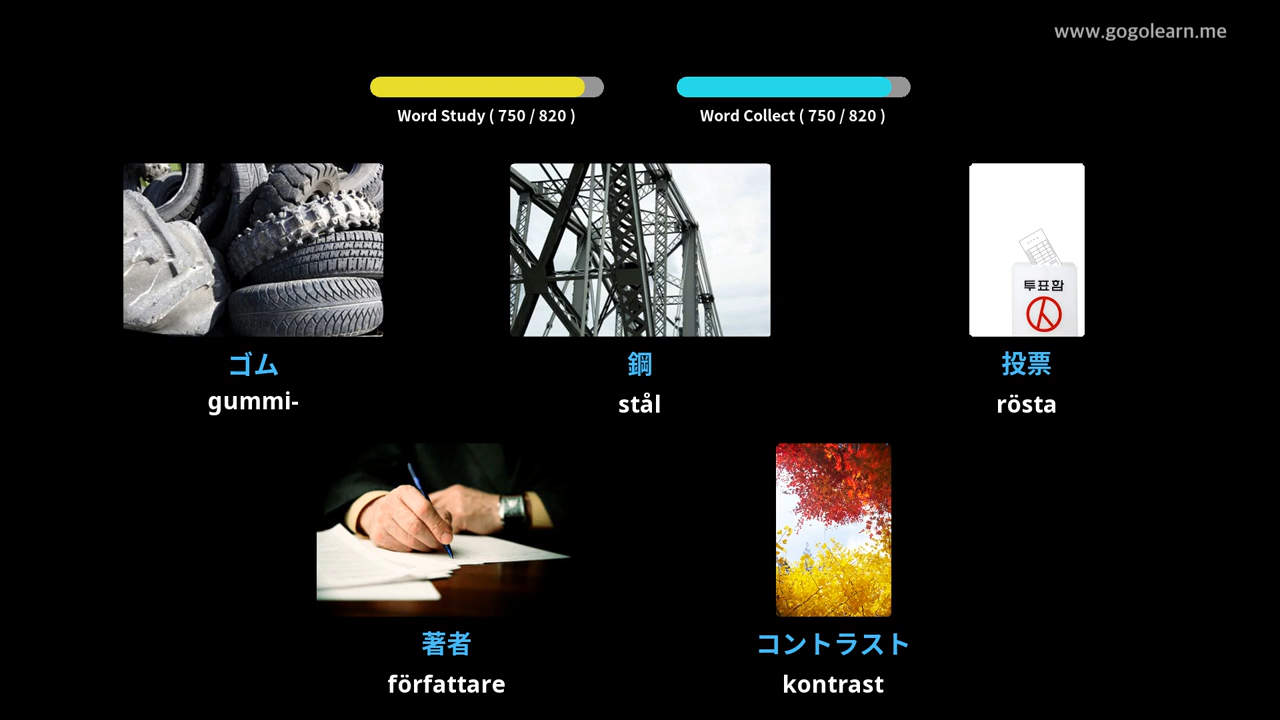 www.gogolearn.me
Word Study ( 750 / 820 )
Word Collect ( 750 / 820 )
투표함
ゴム
gummi-
鋼
stål
投票
rösta
著者
författare
コントラスト
kontrast